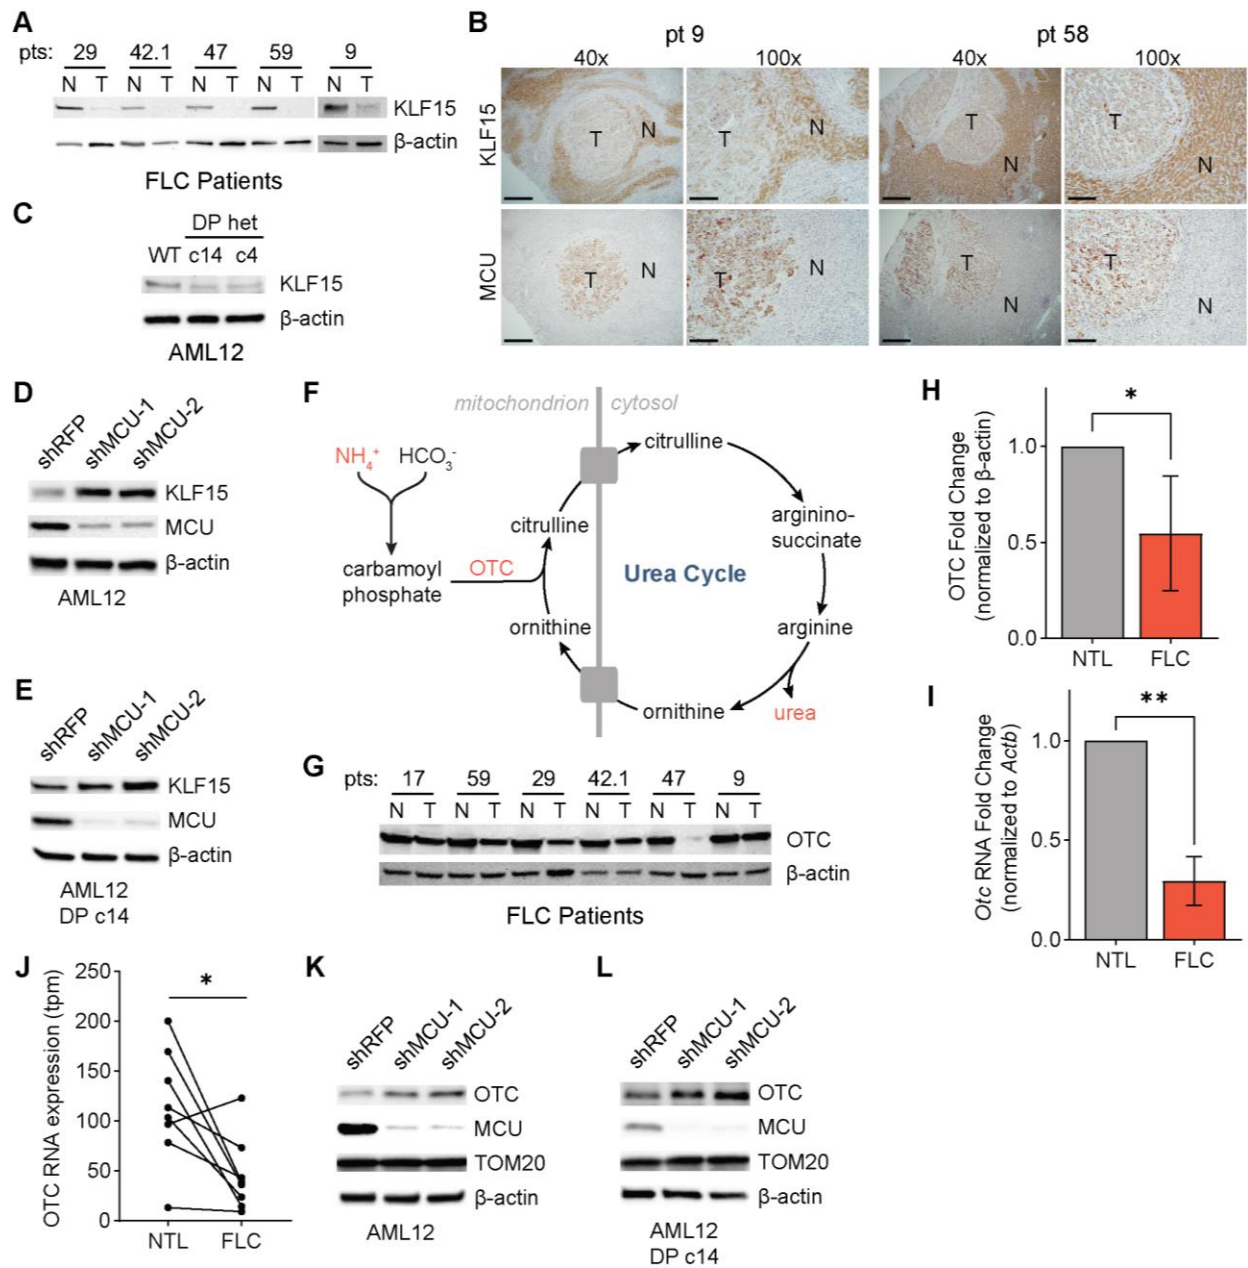 A
pts: 29 42.1 47 59 9
N T N T N T N T N T
KLF15
β-actin
FLC Patients
B
pt 9 pt 58
40x 100x 40x 100x
KLF15
T N T N T N T N
MCU
T N T N T N T N
C
DP het
WT c14 c4
KLF15
β-actin
AML12
D
shRFP shMCU-1 shMCU-2
KLF15
MCU
β-actin
AML12
E
shRFP shMCU-1 shMCU-2
KLF15
MCU
β-actin
AML12
DP c14
F
mitochondrion cytosol
NH₄⁺ HCO₃⁻
citrulline
citrulline
arginino-
succinate
carbamoyl
phosphate
OTC
Urea Cycle
ornithine
arginine
ornithine
urea
G
pts: 17 59 29 42.1 47 9
N T N T N T N T N T N T
OTC
β-actin
FLC Patients
H
OTC Fold Change
(normalized to β-actin)
*
1.0
0.5
0.0
NTL FLC
I
Otc RNA Fold Change
(normalized to Actb)
**
1.0
0.5
0.0
NTL FLC
J
OTC RNA expression (tpm)
*
250
200
150
100
50
0
NTL FLC
K
shRFP shMCU-1 shMCU-2
OTC
MCU
TOM20
β-actin
AML12
L
shRFP shMCU-1 shMCU-2
OTC
MCU
TOM20
β-actin
AML12
DP c14